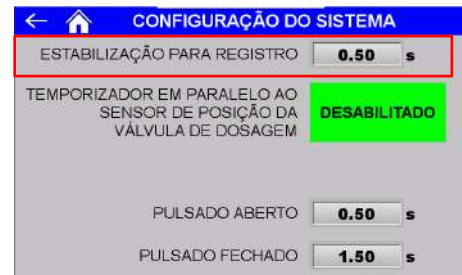 CONFIGURAÇÃO DO SISTEMA
ESTABILIZAÇÃO PARA REGISTRO 0.50 s
TEMPORIZADOR EM PARALELO AO
SENSOR DE POSIÇÃO DA
VÁLVULA DE DOSAGEM
DESABILITADO
PULSADO ABERTO 0.50 s
PULSADO FECHADO 1.50 s